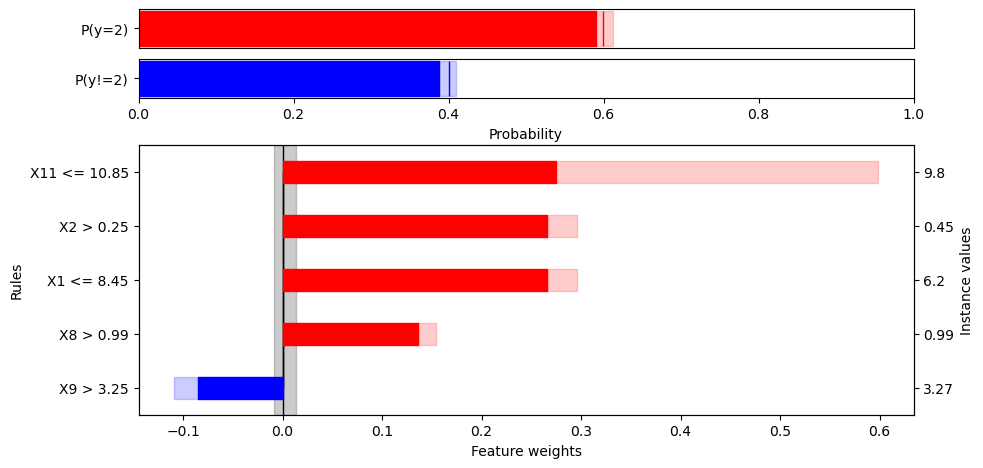 P(y=2)
P(y!=2)
0.0 0.2 0.4 0.6 0.8 1.0
Probability
X11 <= 10.85 9.8
X2 > 0.25 0.45
X1 <= 8.45 6.2
X8 > 0.99 0.99
X9 > 3.25 3.27
Rules
Instance values
−0.1 0.0 0.1 0.2 0.3 0.4 0.5 0.6
Feature weights